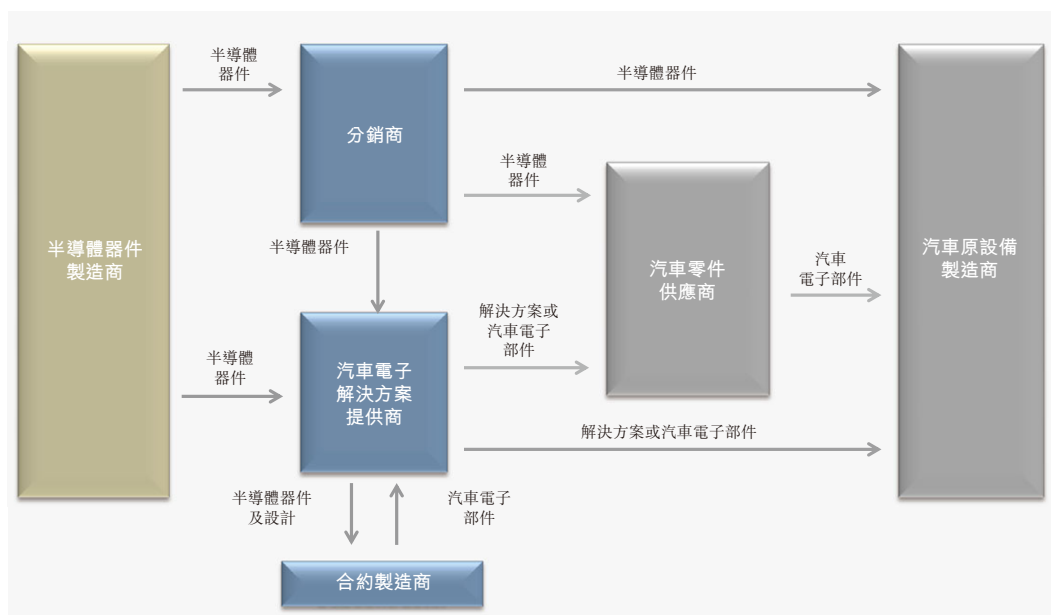 半導體
器件
半導體器件
分銷商
半導體
器件
半導體器件
半導體器件
製造商
汽車零件
供應商
汽車
電子部件
汽車原設備
製造商
解決方案或
汽車電子
部件
半導體
器件
汽車電子
解決方案
提供商
解決方案或汽車電子部件
半導體器件
及設計
汽車電子
部件
合約製造商